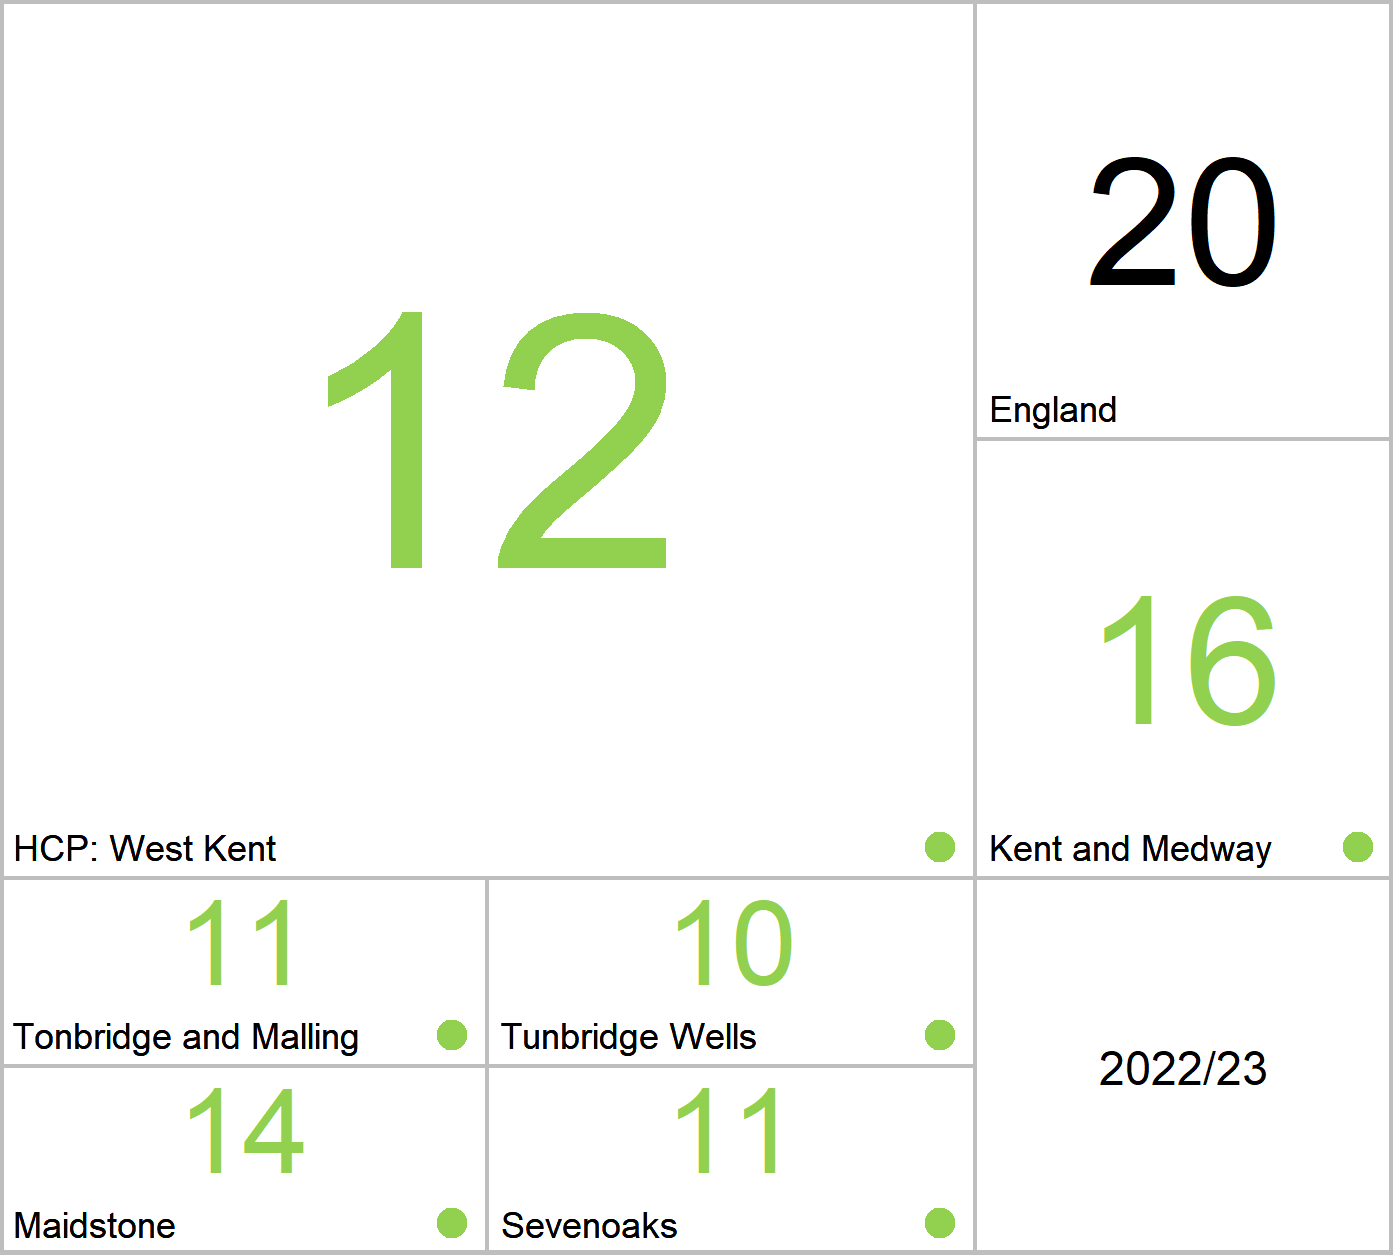 12
HCP: West Kent
20
England
16
Kent and Medway
11
Tonbridge and Malling
10
Tunbridge Wells
14
Maidstone
11
Sevenoaks
2022/23